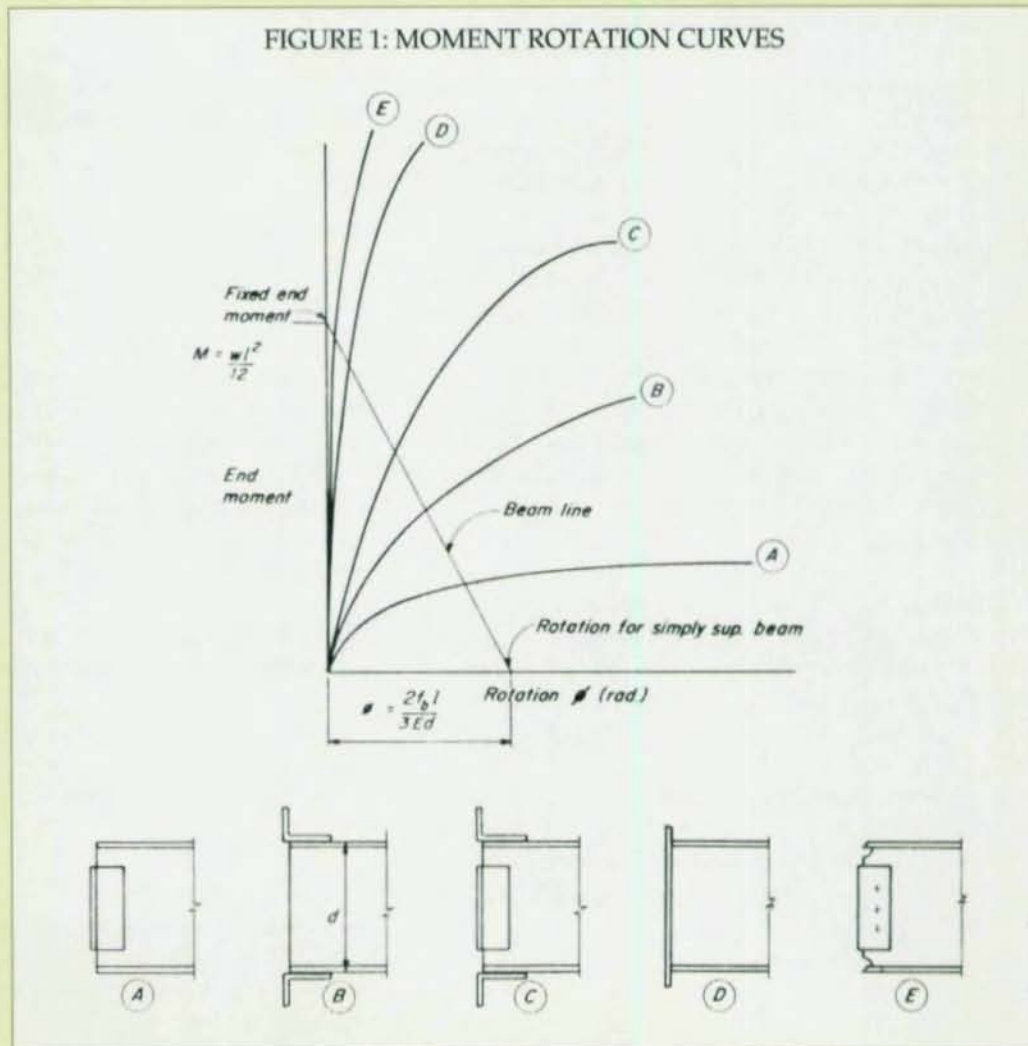 FIGURE 1: MOMENT ROTATION CURVES
E
D
C
Fixed end
moment
M = wl²/12
B
End
moment
Beam line
A
Rotation for simply sup. beam
ø = 2f_b l/3Ed
Rotation ø (rad.)
d
A
B
C
D
E